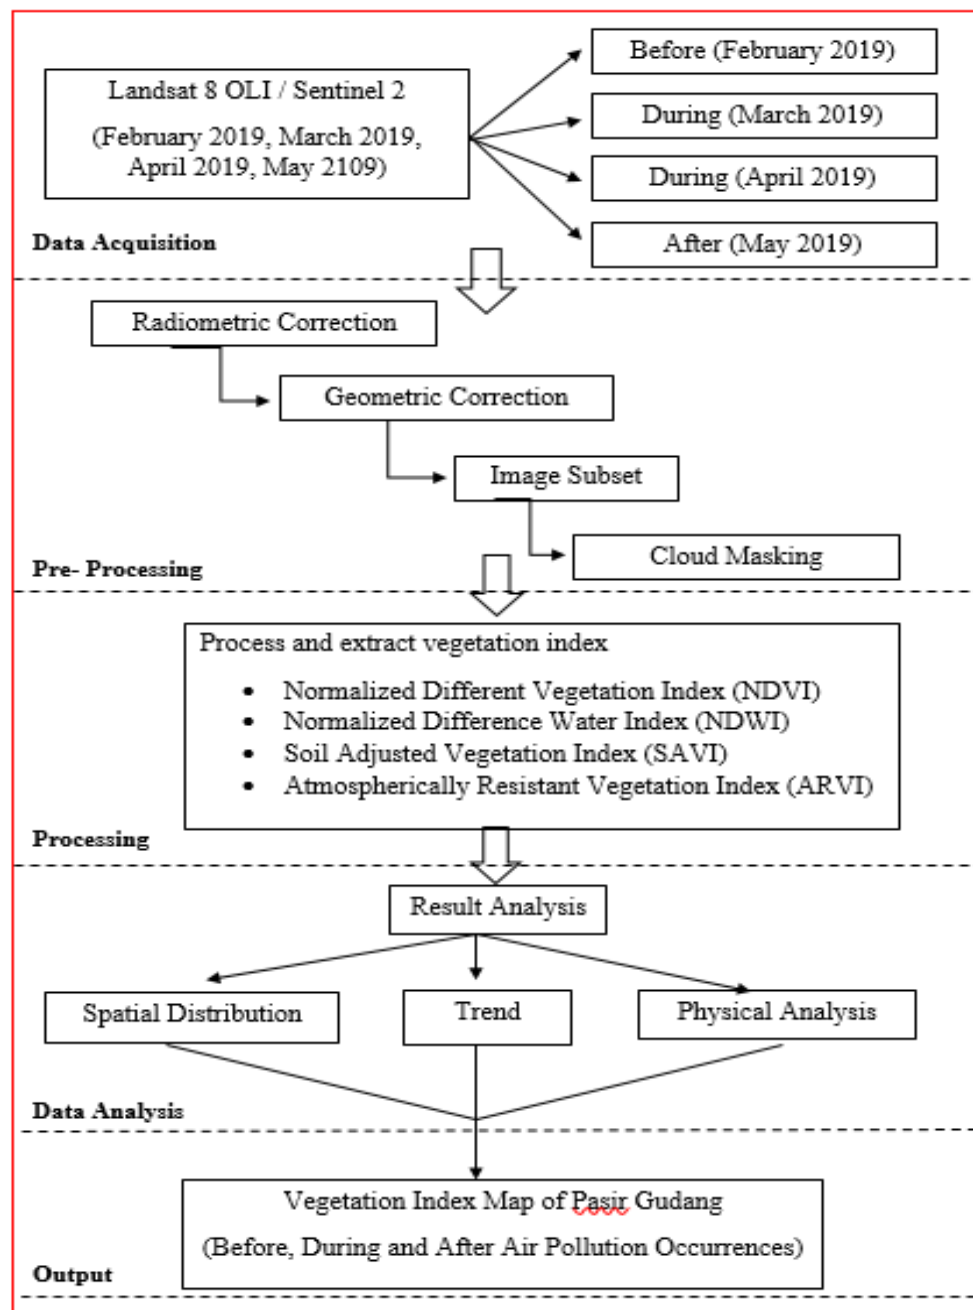 Landsat 8 OLI / Sentinel 2
(February 2019, March 2019,
April 2019, May 2109)
Before (February 2019)
During (March 2019)
During (April 2019)
After (May 2019)
Data Acquisition
Radiometric Correction
Geometric Correction
Image Subset
Cloud Masking
Pre- Processing
Process and extract vegetation index
• Normalized Different Vegetation Index (NDVI)
• Normalized Difference Water Index (NDWI)
• Soil Adjusted Vegetation Index (SAVI)
• Atmospherically Resistant Vegetation Index (ARVI)
Processing
Result Analysis
Spatial Distribution
Trend
Physical Analysis
Data Analysis
Vegetation Index Map of Pasir Gudang
(Before, During and After Air Pollution Occurrences)
Output